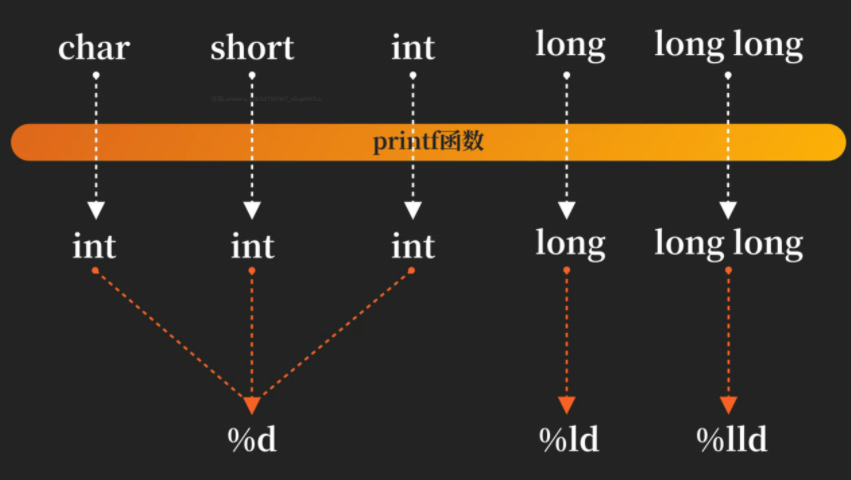 char short int long long long
printf函数
int int int long long long
%d %ld %lld